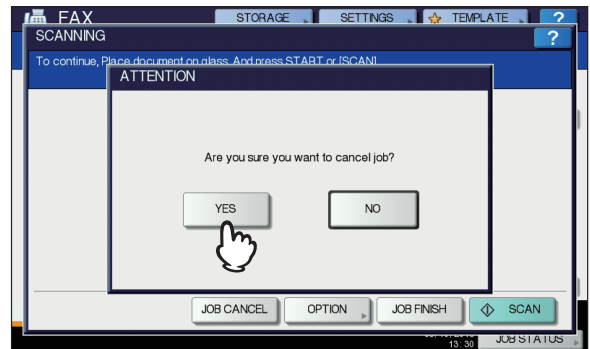 FAX
STORAGE
SETTINGS
TEMPLATE
?
SCANNING
?
To continue, Place document on glass. And press START or [SCAN]
ATTENTION
Are you sure you want to cancel job?
YES
NO
JOB CANCEL
OPTION
JOB FINISH
SCAN
13:30
JOB STATUS